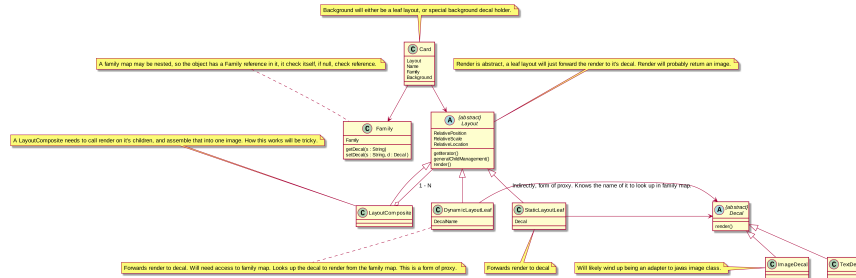 Background will either be a leaf layout, or special background decal holder.
C Card
Layout
Name
Family
Background
A family map may be nested, so the object has a Family reference in it, it check itself, if null, check reference.
Render is abstract, a leaf layout will just forward the render to it's decal. Render will probably return an image.
C Family
Family
getDecal(s : String)
setDecal(s : String, d : Decal)
A (abstract)
Layout
RelativePosition
RelativeScale
RelativeLocation
getIterator()
generalChildManagement()
render()
A LayoutComposite needs to call render on it's children, and assemble that into one image. How this works will be tricky.
1 - N
Indirectly, form of proxy. Knows the name of it to look up in family map.
C LayoutComposite
C DynamicLayoutLeaf
DecalName
C StaticLayoutLeaf
Decal
A (abstract)
Decal
render()
Forwards render to decal. Will need access to family map. Looks up the decal to render from the family map. This is a form of proxy.
Forwards render to decal
Will likely wind up being an adapter to javas image class.
C ImageDecal
C TextDe